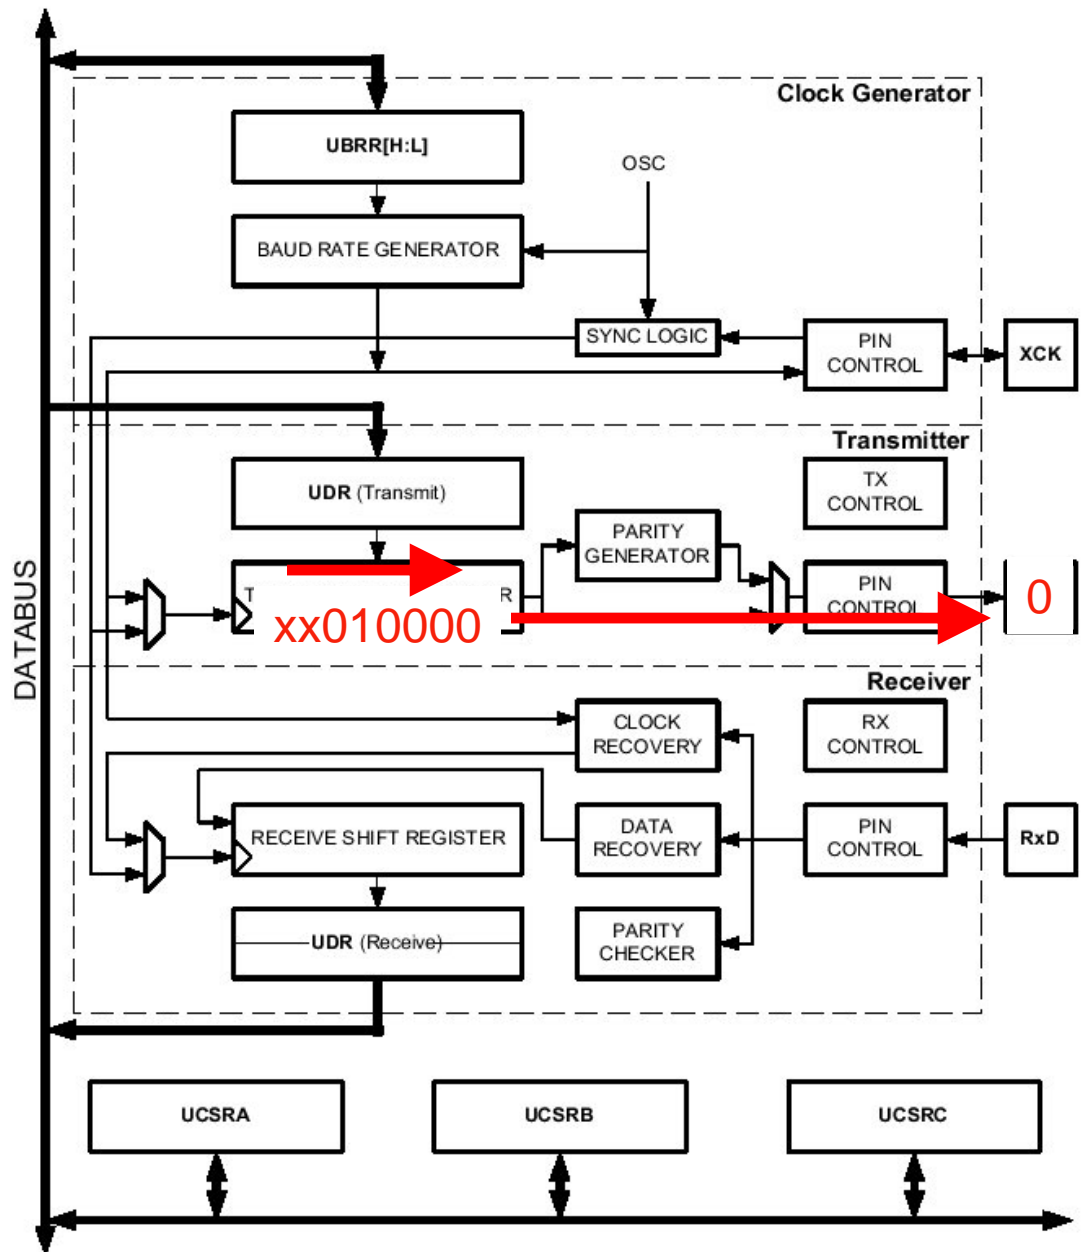 Clock Generator
UBRR[H:L]
OSC
BAUD RATE GENERATOR
SYNC LOGIC
PIN
CONTROL
XCK
Transmitter
UDR (Transmit)
TX
CONTROL
PARITY
GENERATOR
T
R
xx010000
PIN
CONTROL
0
DATABUS
Receiver
CLOCK
RECOVERY
RX
CONTROL
RECEIVE SHIFT REGISTER
DATA
RECOVERY
PIN
CONTROL
RxD
UDR (Receive)
PARITY
CHECKER
UCSRA
UCSRB
UCSRC